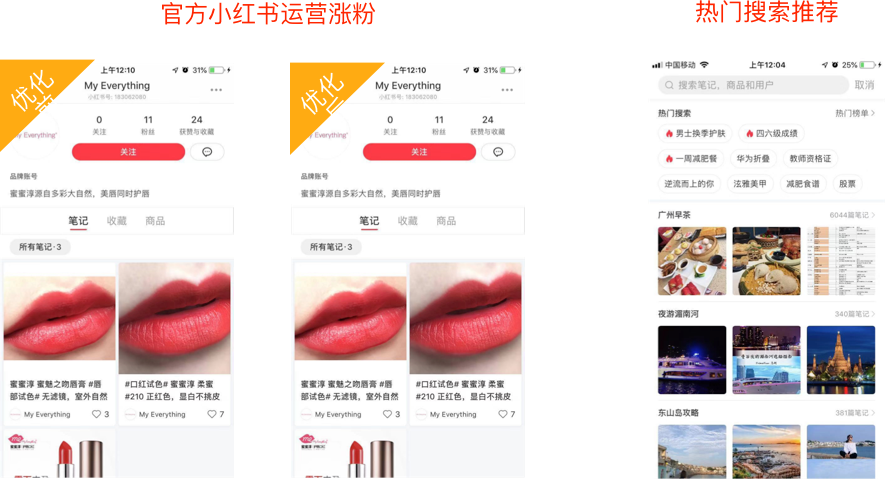 官方小红书运营涨粉
热门搜索推荐
优化前
上午12:10
31%
My Everything
小红书号: 183062060
My Everything
0
11
24
关注
粉丝
获赞与收藏
关注
品牌账号
蜜蜜淳源自多彩大自然，美唇同时护唇
笔记
收藏
商品
所有笔记·3
蜜蜜淳 蜜魅之吻唇膏 #唇
部试色# 无滤镜，室外自然
My Everything
3
#口红试色# 蜜蜜淳 柔蜜
#210 正红色，显白不挑皮
My Everything
7
蜜蜜淳
优化后
上午12:10
31%
My Everything
小红书号: 183062060
My Everything
0
11
24
关注
粉丝
获赞与收藏
关注
品牌账号
蜜蜜淳源自多彩大自然，美唇同时护唇
笔记
收藏
商品
所有笔记·3
蜜蜜淳 蜜魅之吻唇膏 #唇
部试色# 无滤镜，室外自然
My Everything
3
#口红试色# 蜜蜜淳 柔蜜
#210 正红色，显白不挑皮
My Everything
7
蜜蜜淳
中国移动
上午12:04
25%
搜索笔记，商品和用户
取消
热门搜索
热门榜单
男士换季护肤
四六级成绩
一周减肥餐
华为折叠
教师资格证
逆流而上的你
泫雅美甲
减肥食谱
股票
广州早茶
6044篇笔记
夜游湄南河
340篇笔记
东山岛攻略
381篇笔记